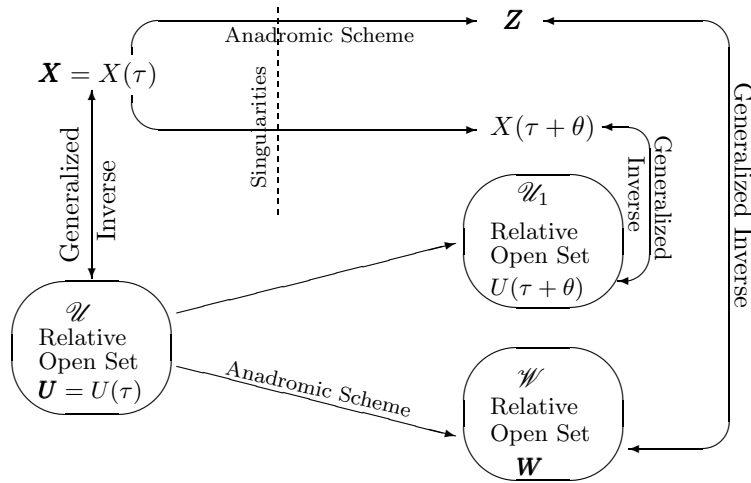 Anadromic Scheme
Z
X = X(τ)
Singularities
X(τ + θ)
Generalized
Inverse
Generalized
Inverse
Generalized Inverse
𝒰₁
Relative
Open Set
U(τ + θ)
𝒰
Relative
Open Set
U = U(τ)
Anadromic Scheme
𝒲
Relative
Open Set
W